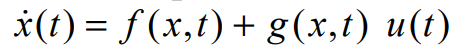 ẋ(t) = f(x,t) + g(x,t) u(t)